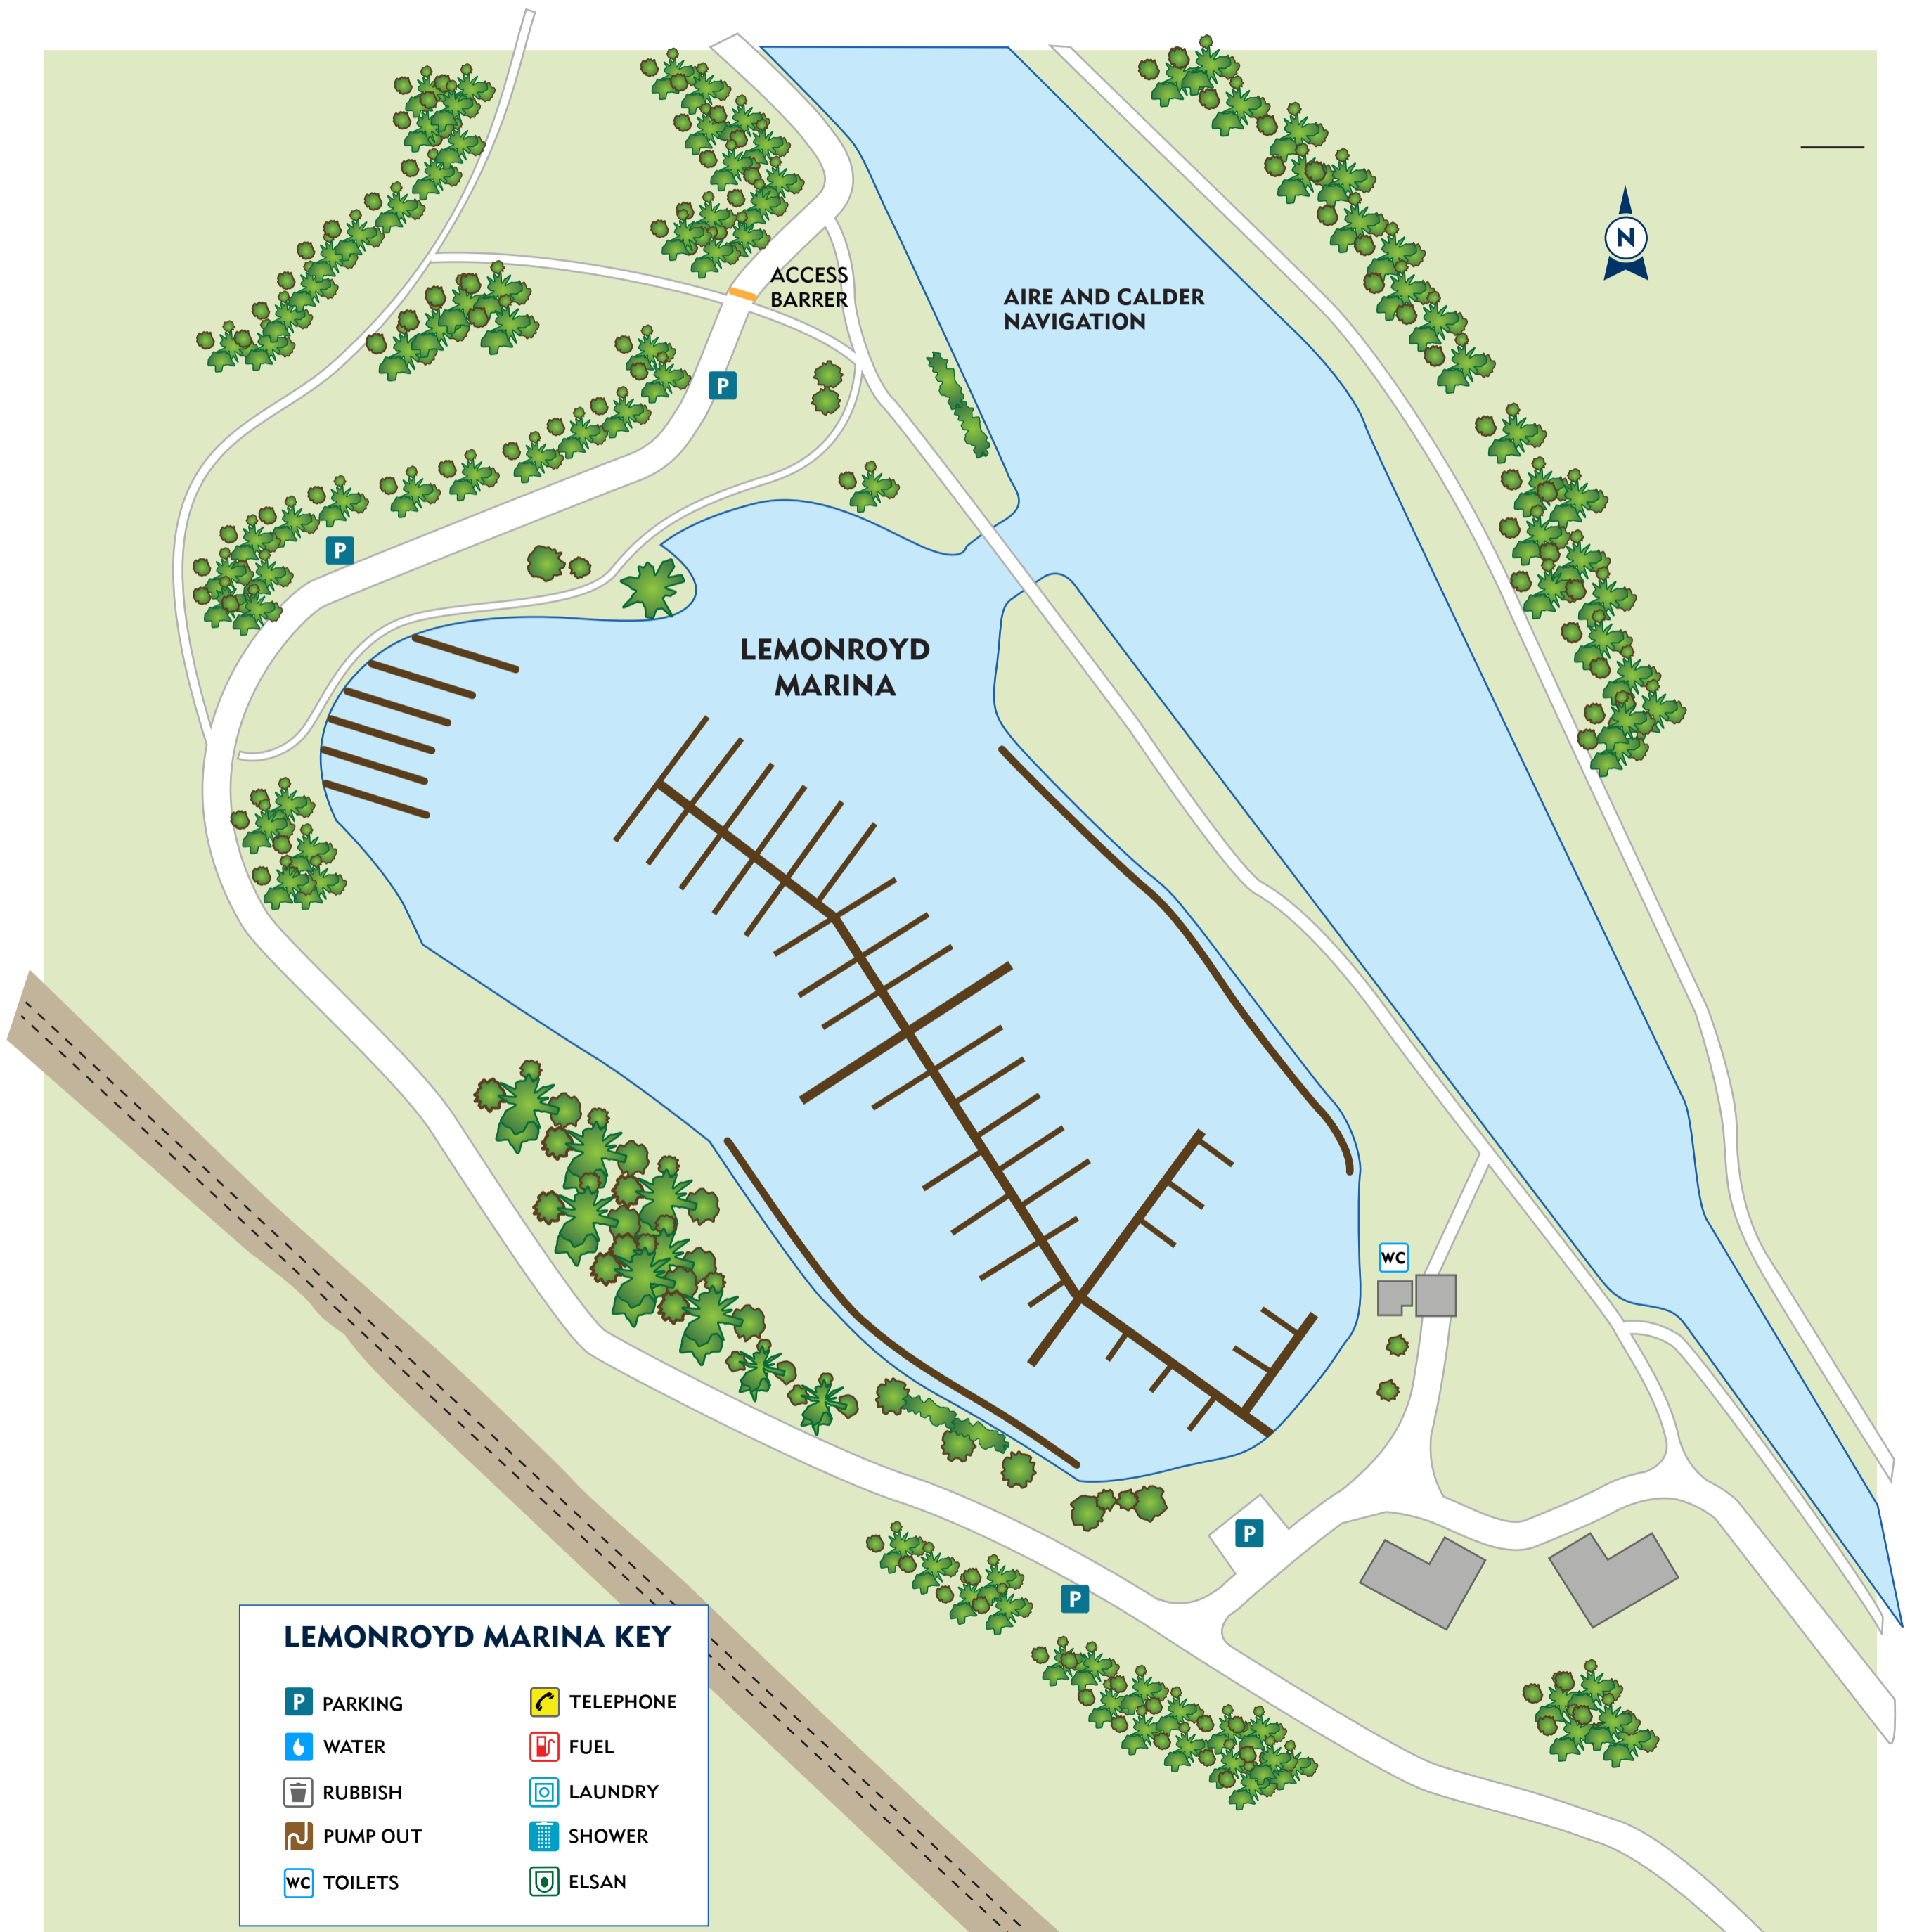 ACCESS
BARRER
AIRE AND CALDER
NAVIGATION
N
P
P
LEMONROYD
MARINA
WC
P
P
LEMONROYD MARINA KEY
P PARKING
TELEPHONE
WATER
FUEL
RUBBISH
LAUNDRY
PUMP OUT
SHOWER
WC TOILETS
ELSAN